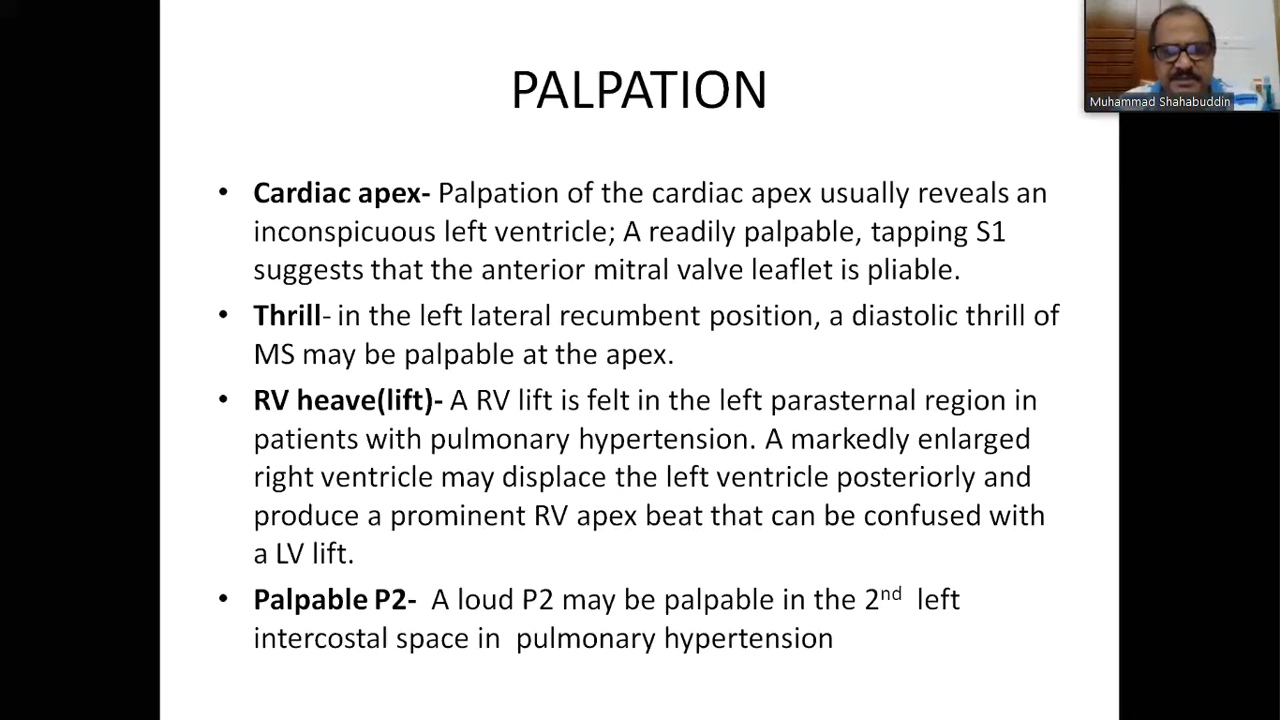 PALPATION
Muhammad Shahabuddin
• Cardiac apex- Palpation of the cardiac apex usually reveals an
inconspicuous left ventricle; A readily palpable, tapping S1
suggests that the anterior mitral valve leaflet is pliable.
• Thrill- in the left lateral recumbent position, a diastolic thrill of
MS may be palpable at the apex.
• RV heave(lift)- A RV lift is felt in the left parasternal region in
patients with pulmonary hypertension. A markedly enlarged
right ventricle may displace the left ventricle posteriorly and
produce a prominent RV apex beat that can be confused with
a LV lift.
• Palpable P2- A loud P2 may be palpable in the 2nd left
intercostal space in pulmonary hypertension